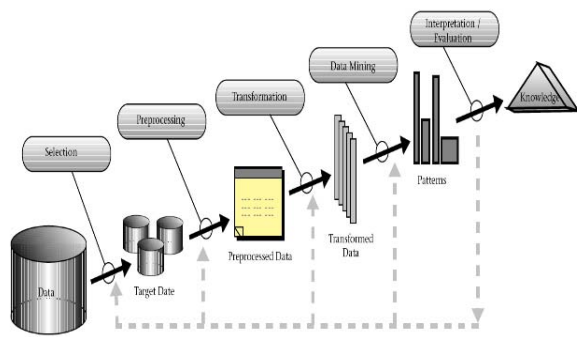 Interpretation /
Evaluation
Data Mining
Transformation
Preprocessing
Selection
Knowledge
Patterns
Transformed
Data
Preprocessed Data
Target Date
Data